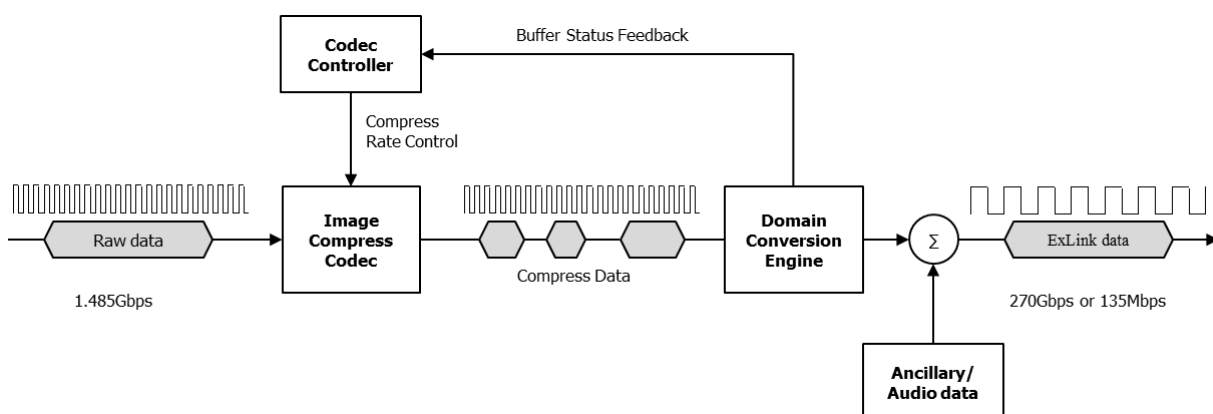 Codec
Controller
Buffer Status Feedback
Compress
Rate Control
Raw data
Image
Compress
Codec
Compress Data
Domain
Conversion
Engine
Σ
ExLink data
1.485Gbps
270Gbps or 135Mbps
Ancillary/
Audio data